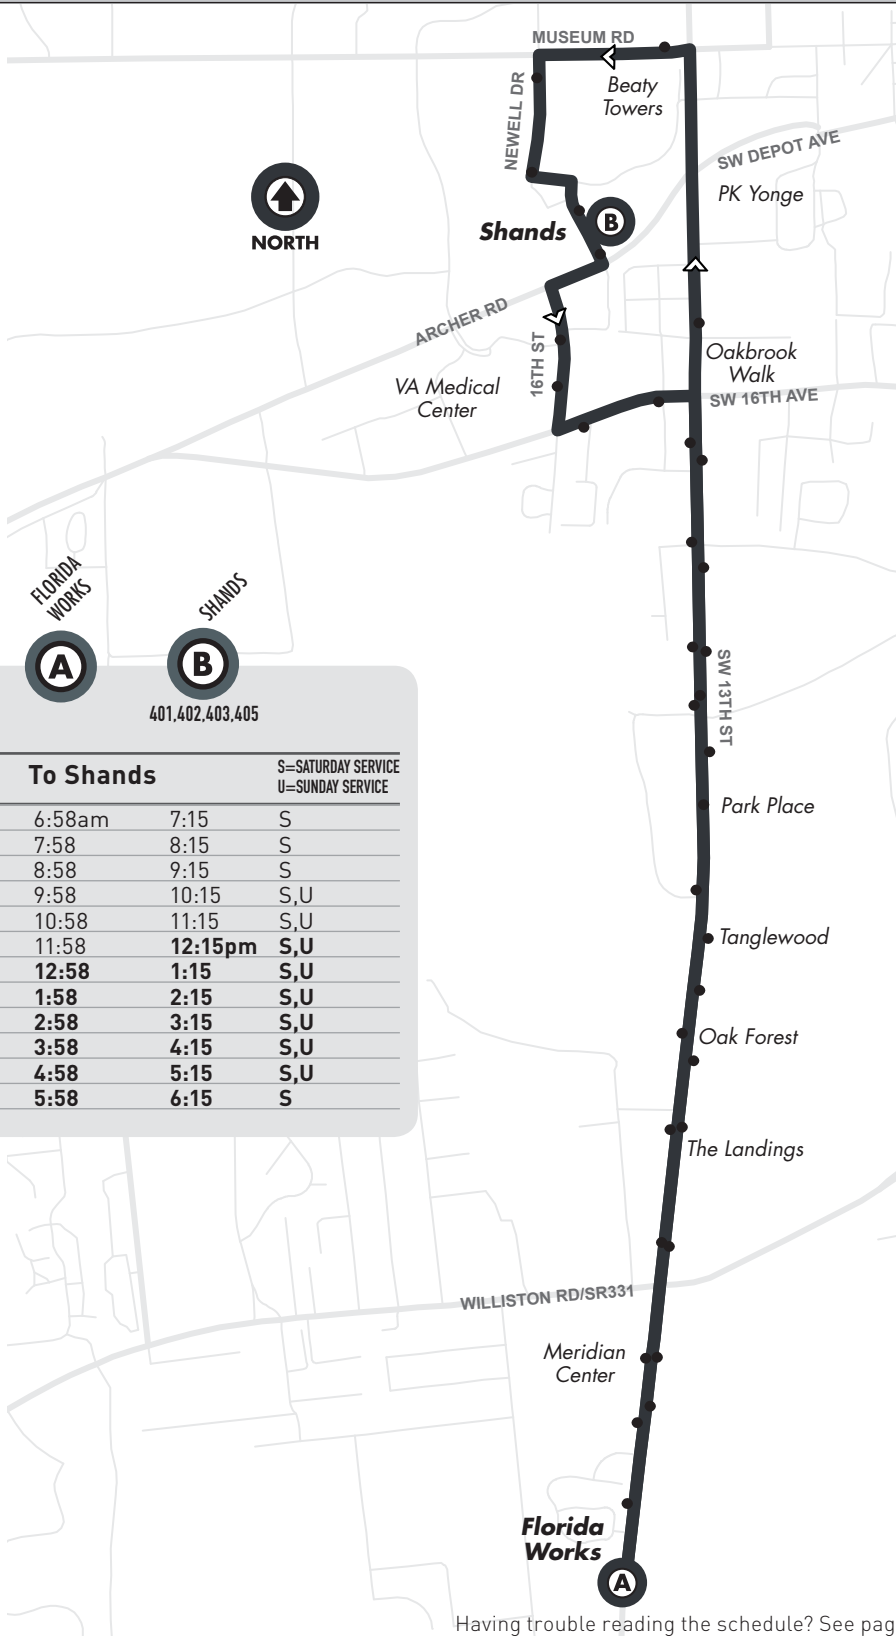 MUSEUM RD
Beaty
Towers
NEWELL DR
SW DEPOT AVE
PK Yonge
NORTH
Shands
B
ARCHER RD
16TH ST
Oakbrook
Walk
VA Medical
Center
SW 16TH AVE
FLORIDA
WORKS
SHANDS
A
B
401,402,403,405
SW 13TH ST
To Shands
S=SATURDAY SERVICE
U=SUNDAY SERVICE
6:58am 7:15 S
7:58 8:15 S
8:58 9:15 S
9:58 10:15 S,U
10:58 11:15 S,U
11:58 12:15pm S,U
12:58 1:15 S,U
1:58 2:15 S,U
2:58 3:15 S,U
3:58 4:15 S,U
4:58 5:15 S,U
5:58 6:15 S
Park Place
Tanglewood
Oak Forest
The Landings
WILLISTON RD/SR331
Meridian
Center
Florida
Works
A
Having trouble reading the schedule? See pag